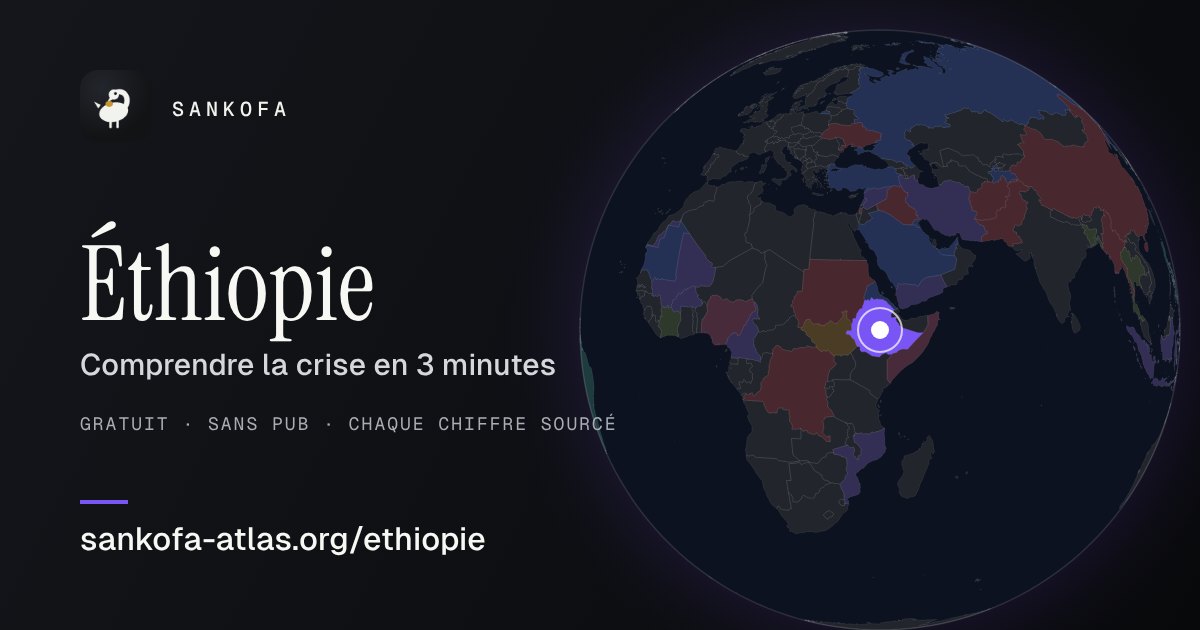 SANKOFA
Éthiopie
Comprendre la crise en 3 minutes
GRATUIT · SANS PUB · CHAQUE CHIFFRE SOURCÉ
sankofa-atlas.org/ethiopie